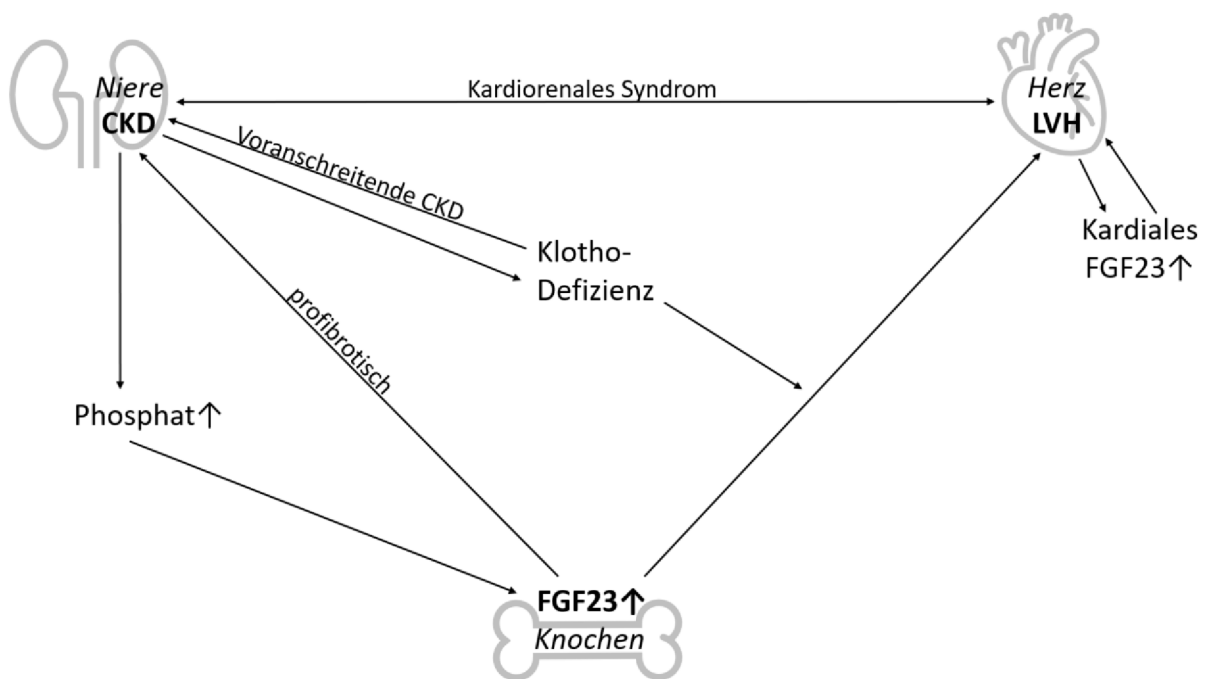 Niere
CKD
Kardiorenales Syndrom
Herz
LVH
Voranschreitende CKD
Kardiales
FGF23↑
Klotho-
Defizienz
profibrotisch
Phosphat↑
FGF23↑
Knochen